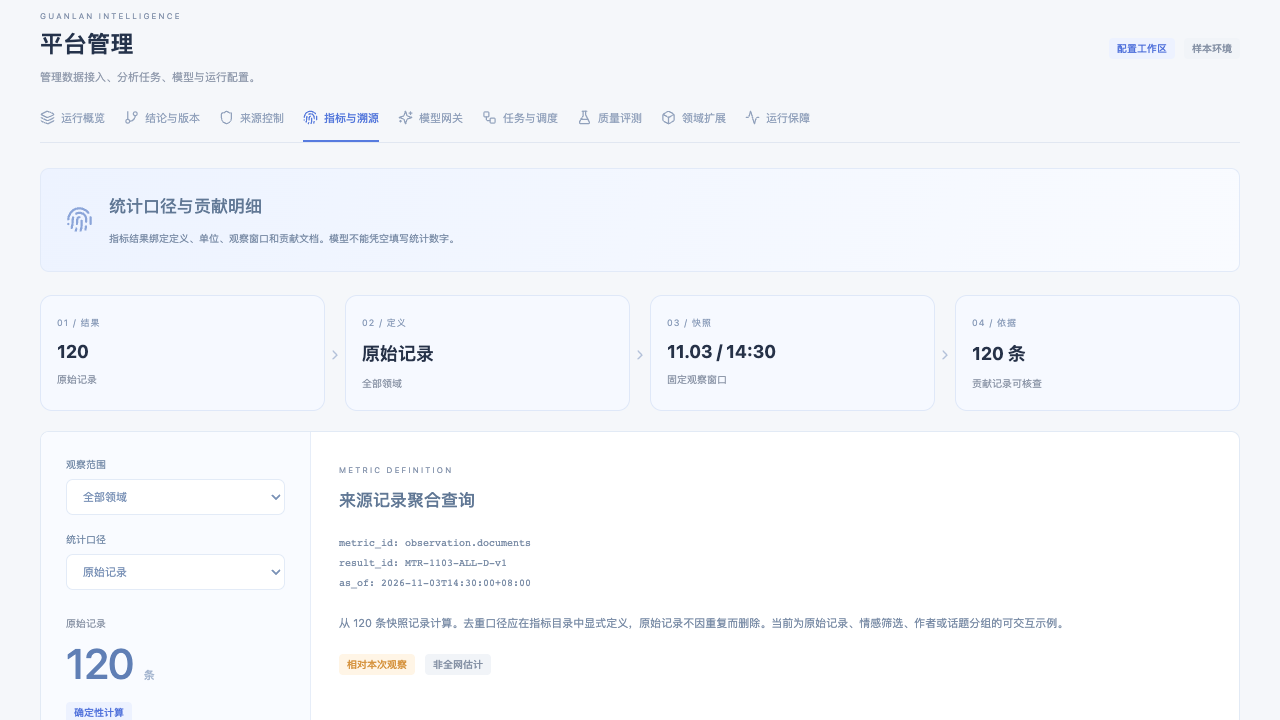 GUANLAN INTELLIGENCE
平台管理
管理数据接入、分析任务、模型与运行配置。
配置工作区
样本环境
运行概览
结论与版本
来源控制
指标与溯源
模型网关
任务与调度
质量评测
领域扩展
运行保障
统计口径与贡献明细
指标结果绑定定义、单位、观察窗口和贡献文档。模型不能凭空填写统计数字。
01 / 结果
120
原始记录
02 / 定义
原始记录
全部领域
03 / 快照
11.03 / 14:30
固定观察窗口
04 / 依据
120 条
贡献记录可核查
观察范围
全部领域
统计口径
原始记录
原始记录
120 条
确定性计算
METRIC DEFINITION
来源记录聚合查询
metric_id: observation.documents
result_id: MTR-1103-ALL-D-v1
as_of: 2026-11-03T14:30:00+08:00
从 120 条快照记录计算。去重口径应在指标目录中显式定义，原始记录不因重复而删除。当前为原始记录、情感筛选、作者或话题分组的可交互示例。
相对本次观察
非全网估计